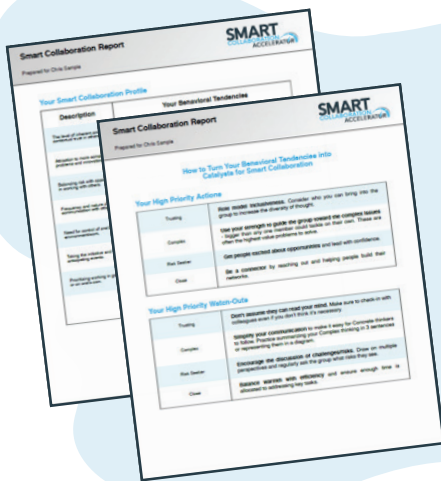 Smart Collaboration Report
Prepared for Chris Sample
SMART
COLLABORATION
ACCELERATOR
Your Smart Collaboration Profile
Description
Your Behavioral Tendencies
Smart Collaboration Report
Prepared for Chris Sample
SMART
COLLABORATION
ACCELERATOR
How to Turn Your Behavioral Tendencies into
Catalysts for Smart Collaboration
Your High Priority Actions
Trusting
Role model inclusiveness. Consider who you can bring into the
group to increase the diversity of thought.
Complex
Use your strength to guide the group toward the complex issues
- bigger than any one member could tackle on their own. These are
often the highest value problems to solve.
Risk Seeker
Get people excited about opportunities and lead with confidence.
Close
Be a connector by reaching out and helping people build their
networks.
Your High Priority Watch-Outs
Trusting
Don't assume they can read your mind. Make sure to check in with
colleagues even if you don't think it's necessary.
Complex
Simplify your communication to make it easy for Concrete thinkers
to follow. Practice summarizing your Complex thinking in 3 sentences
or representing them in a diagram.
Risk Seeker
Encourage the discussion of challenges/risks. Draw on multiple
perspectives and regularly ask the group what risks they see.
Close
Balance warmth with efficiency and ensure enough time is
allocated to addressing key tasks.